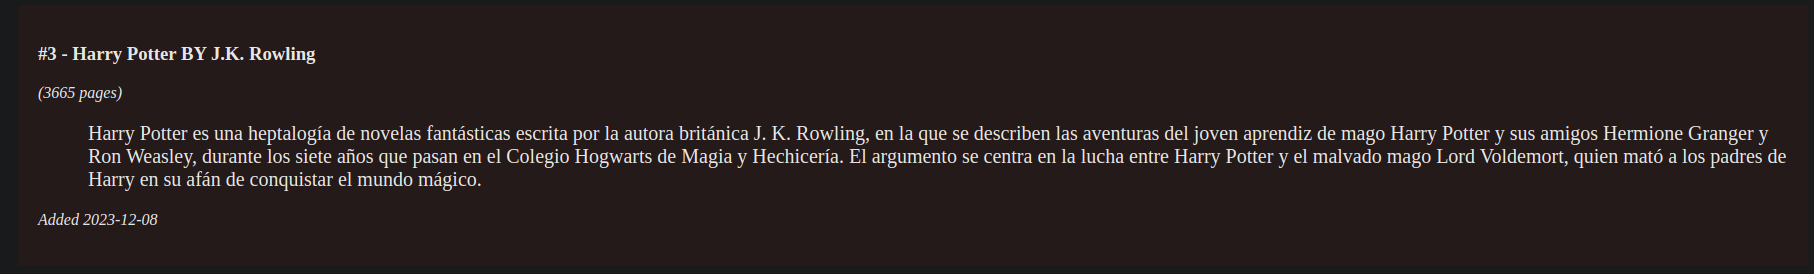 #3 - Harry Potter BY J.K. Rowling
(3665 pages)
Harry Potter es una heptalogía de novelas fantásticas escrita por la autora británica J. K. Rowling, en la que se describen las aventuras del joven aprendiz de mago Harry Potter y sus amigos Hermione Granger y
Ron Weasley, durante los siete años que pasan en el Colegio Hogwarts de Magia y Hechicería. El argumento se centra en la lucha entre Harry Potter y el malvado mago Lord Voldemort, quien mató a los padres de
Harry en su afán de conquistar el mundo mágico.
Added 2023-12-08